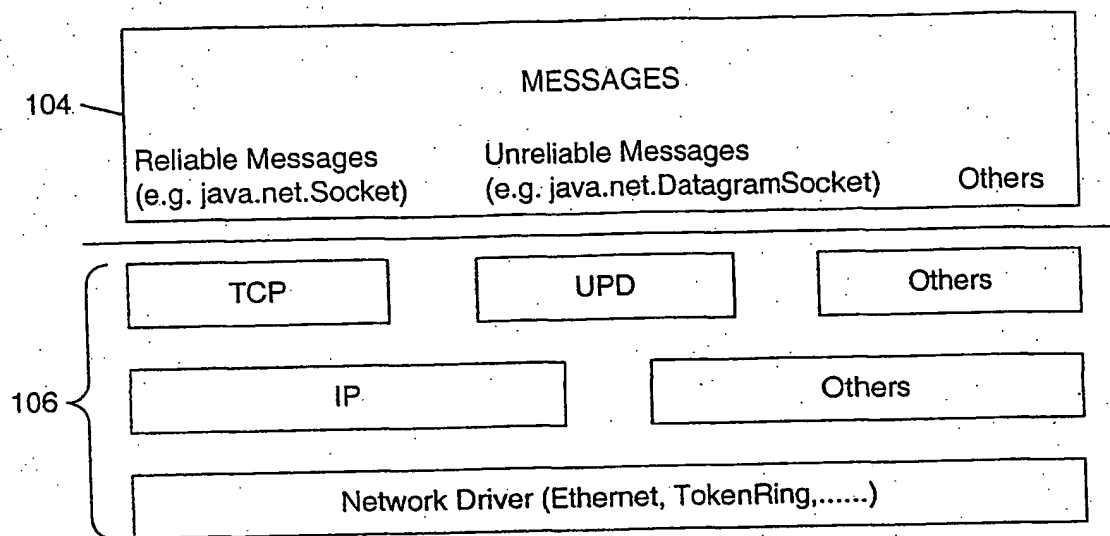 MESSAGES
104
Reliable Messages
(e.g. java.net.Socket)
Unreliable Messages
(e.g. java.net.DatagramSocket)
Others
TCP
UPD
Others
106
IP
Others
Network Driver (Ethernet, TokenRing,......)